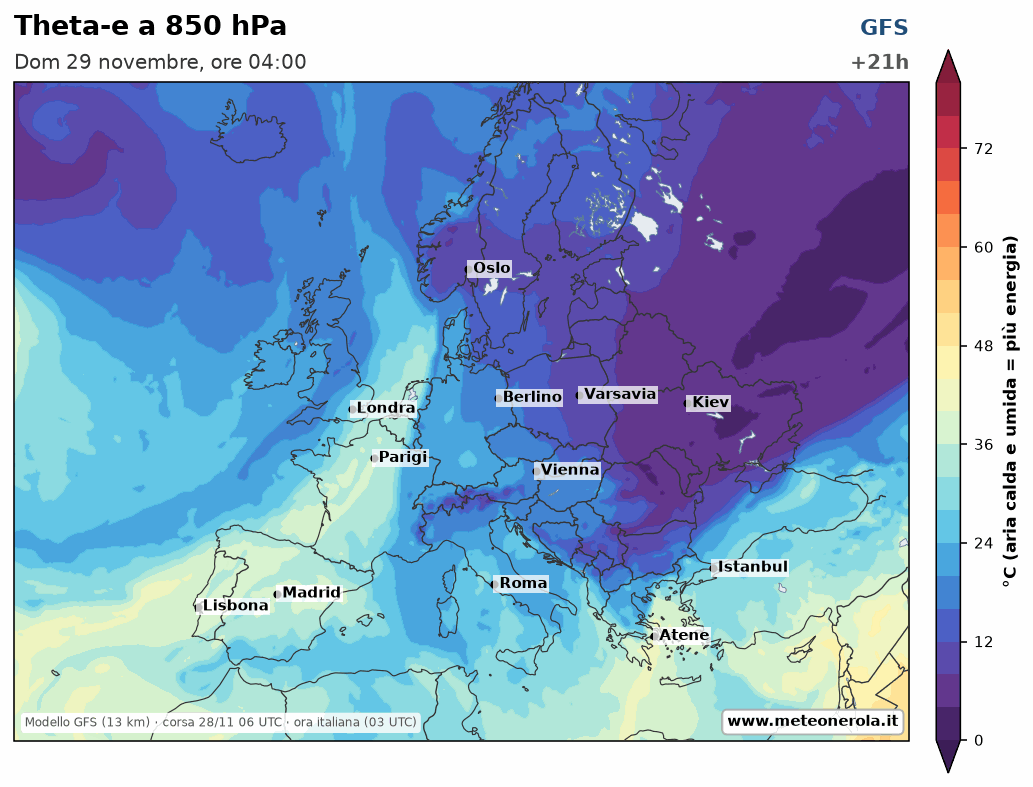 Theta-e a 850 hPa
GFS
Dom 29 novembre, ore 04:00
+21h
72
60
48
36
24
12
0
°C (aria calda e umida = più energia)
Oslo
Berlino
Varsavia
Kiev
Londra
Parigi
Vienna
Istanbul
Roma
Madrid
Lisbona
Atene
Modello GFS (13 km) · corsa 28/11 06 UTC · ora italiana (03 UTC)
www.meteonerola.it